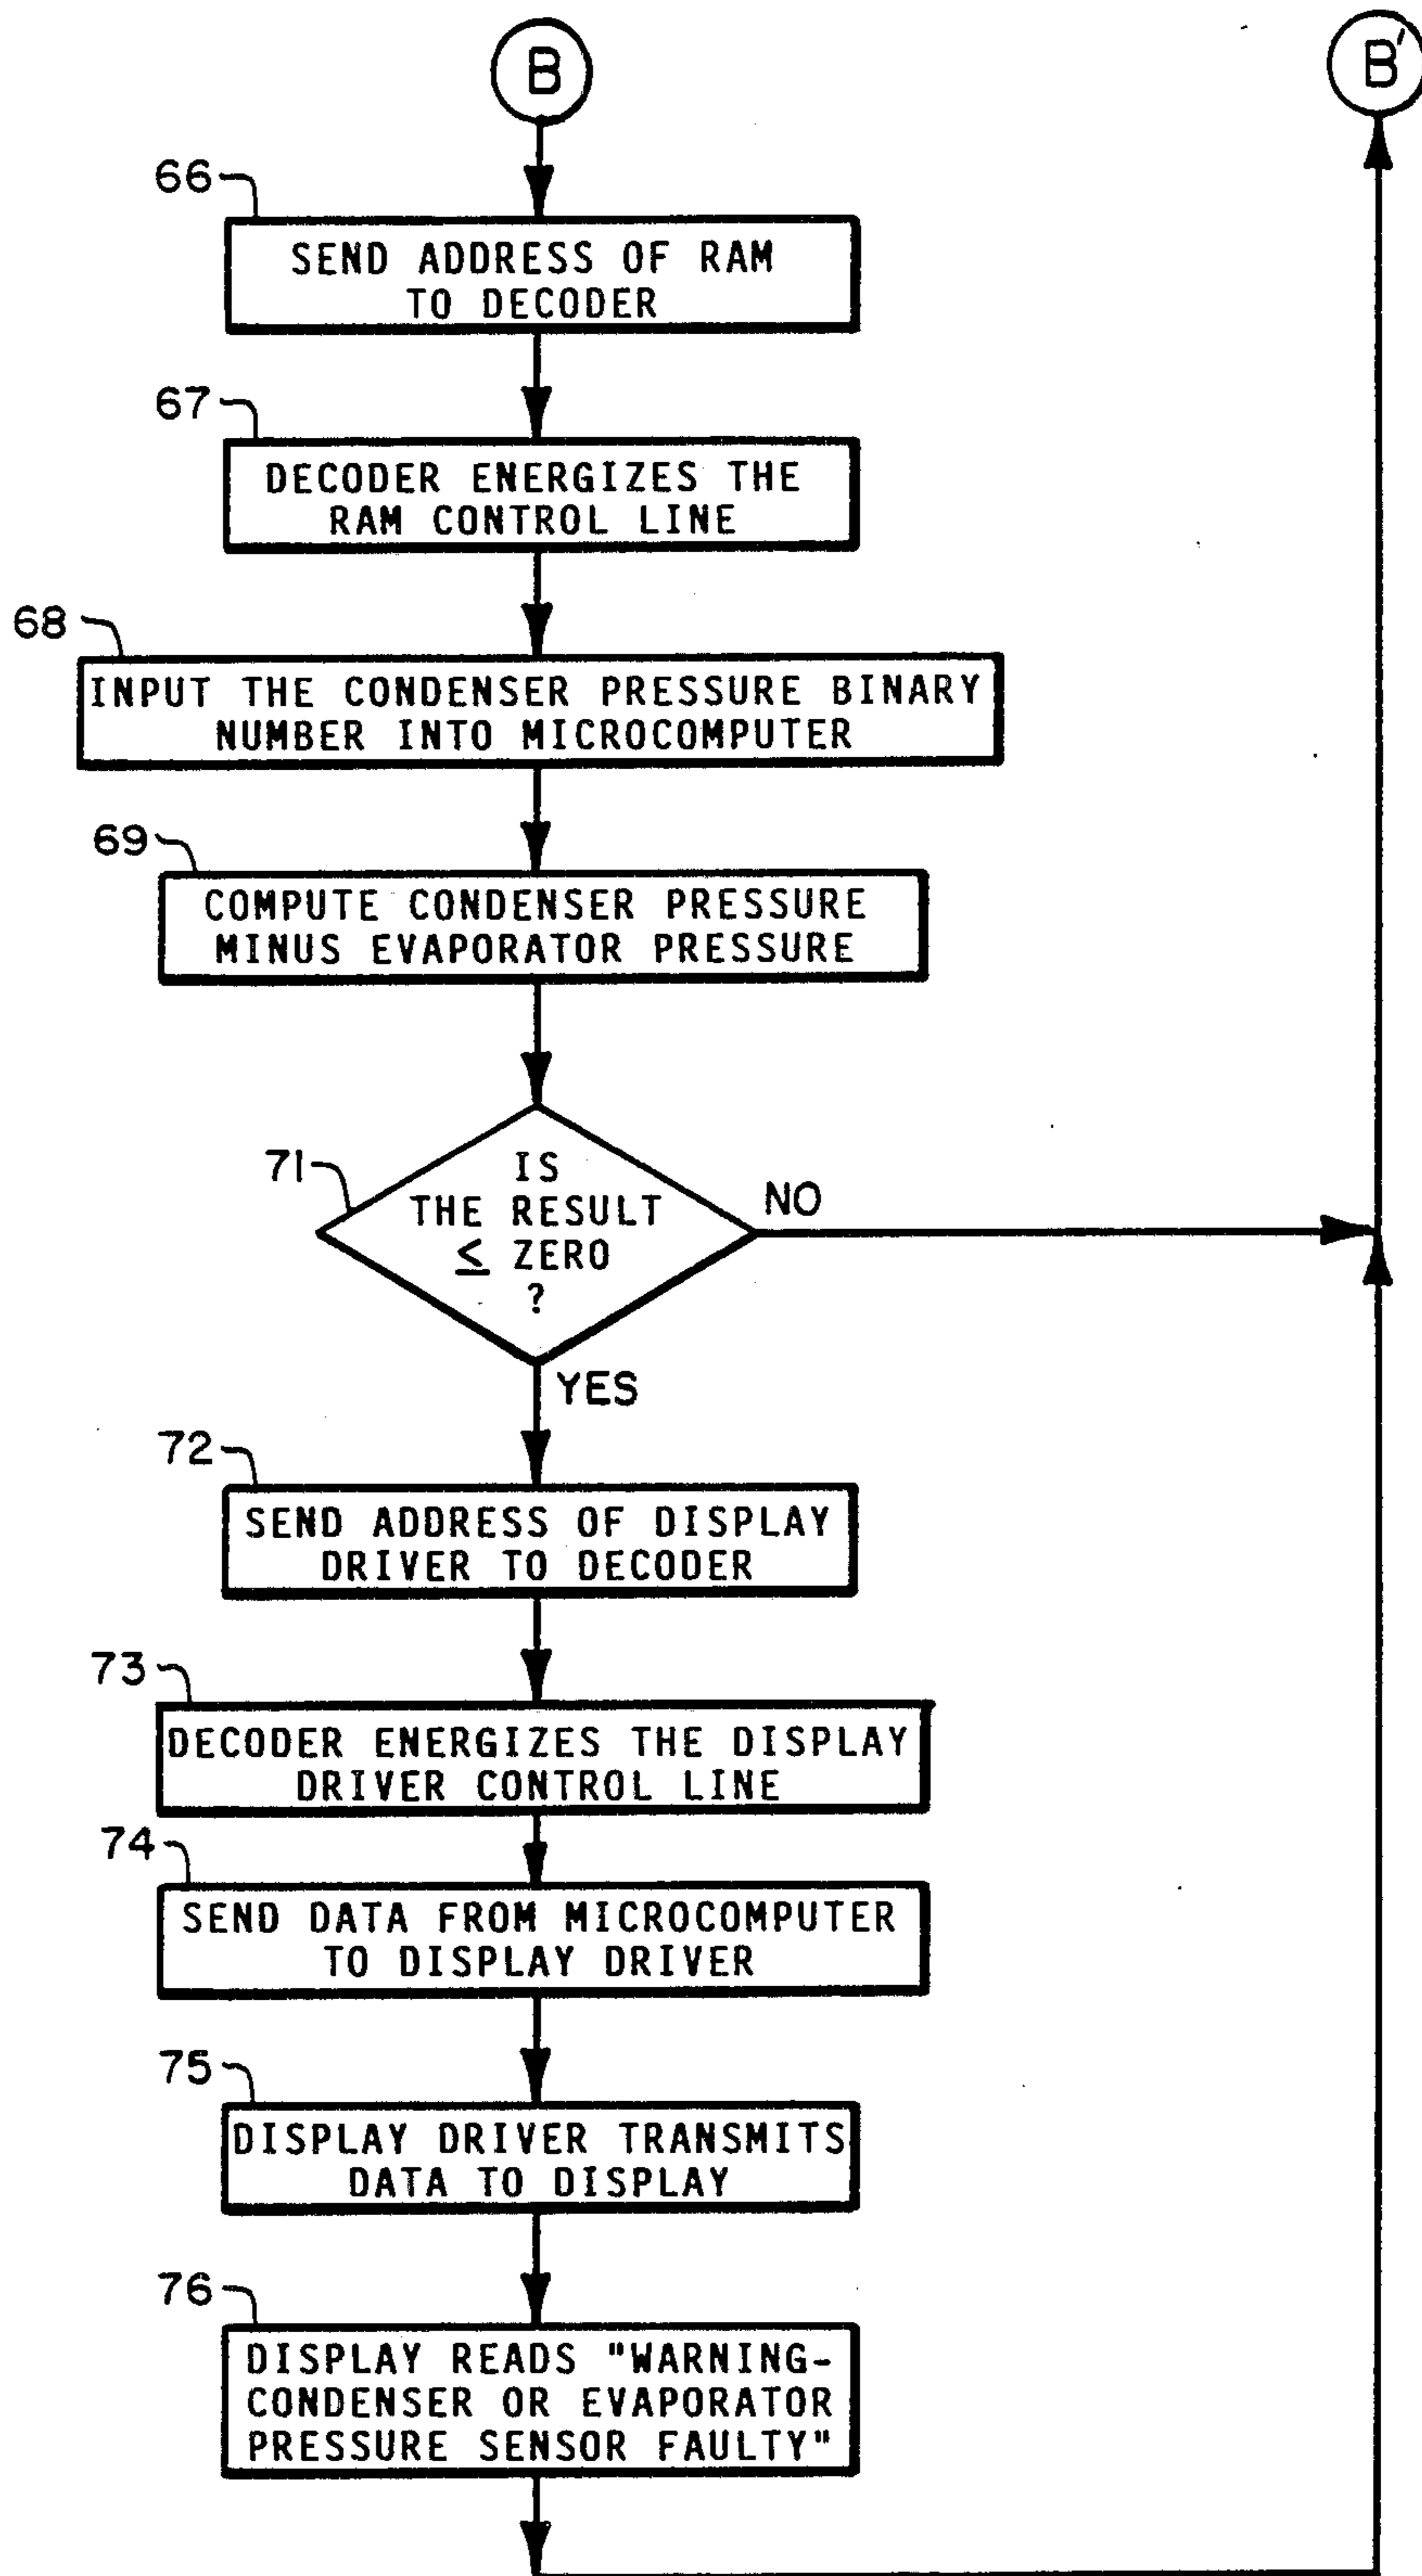 B
B'
66
SEND ADDRESS OF RAM
TO DECODER
67
DECODER ENERGIZES THE
RAM CONTROL LINE
68
INPUT THE CONDENSER PRESSURE BINARY
NUMBER INTO MICROCOMPUTER
69
COMPUTE CONDENSER PRESSURE
MINUS EVAPORATOR PRESSURE
71
IS
THE RESULT
≤ ZERO
?
NO
YES
72
SEND ADDRESS OF DISPLAY
DRIVER TO DECODER
73
DECODER ENERGIZES THE DISPLAY
DRIVER CONTROL LINE
74
SEND DATA FROM MICROCOMPUTER
TO DISPLAY DRIVER
75
DISPLAY DRIVER TRANSMITS
DATA TO DISPLAY
76
DISPLAY READS "WARNING-
CONDENSER OR EVAPORATOR
PRESSURE SENSOR FAULTY"